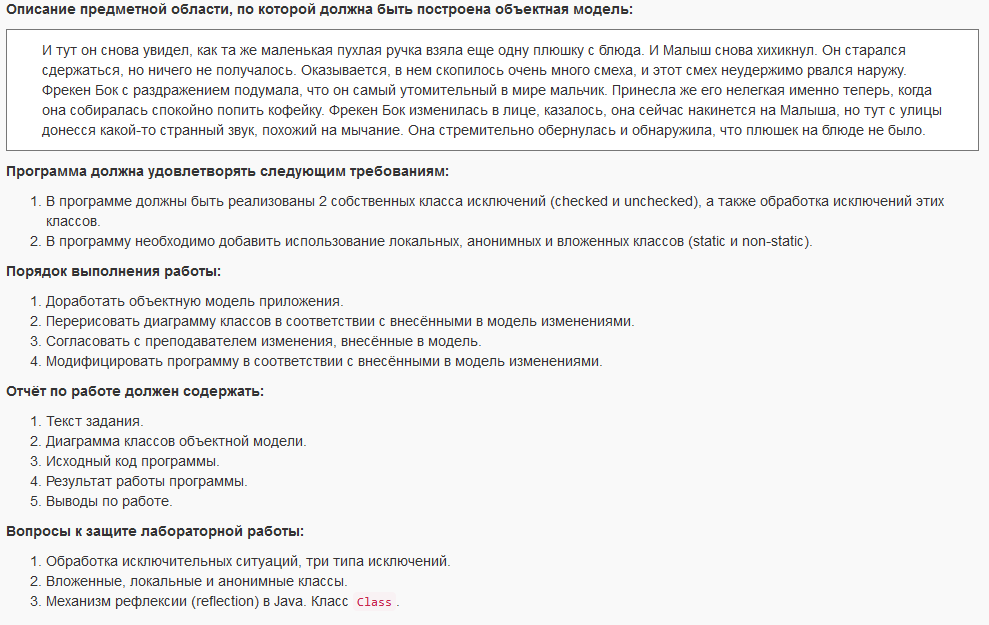 Описание предметной области, по которой должна быть построена объектная модель:
И тут он снова увидел, как та же маленькая пухлая ручка взяла еще одну плюшку с блюда. И Малыш снова хихикнул. Он старался
сдержаться, но ничего не получалось. Оказывается, в нем скопилось очень много смеха, и этот смех неудержимо рвался наружу.
Фрекен Бок с раздражением подумала, что он самый утомительный в мире мальчик. Принесла же его нелегкая именно теперь, когда
она собиралась спокойно попить кофейку. Фрекен Бок изменилась в лице, казалось, она сейчас накинется на Малыша, но тут с улицы
донесся какой-то странный звук, похожий на мычание. Она стремительно обернулась и обнаружила, что плюшек на блюде не было.
Программа должна удовлетворять следующим требованиям:
1. В программе должны быть реализованы 2 собственных класса исключений (checked и unchecked), а также обработка исключений этих
классов.
2. В программу необходимо добавить использование локальных, анонимных и вложенных классов (static и non-static).
Порядок выполнения работы:
1. Доработать объектную модель приложения.
2. Перерисовать диаграмму классов в соответствии с внесёнными в модель изменениями.
3. Согласовать с преподавателем изменения, внесённые в модель.
4. Модифицировать программу в соответствии с внесёнными в модель изменениями.
Отчёт по работе должен содержать:
1. Текст задания.
2. Диаграмма классов объектной модели.
3. Исходный код программы.
4. Результат работы программы.
5. Выводы по работе.
Вопросы к защите лабораторной работы:
1. Обработка исключительных ситуаций, три типа исключений.
2. Вложенные, локальные и анонимные классы.
3. Механизм рефлексии (reflection) в Java. Класс Class.